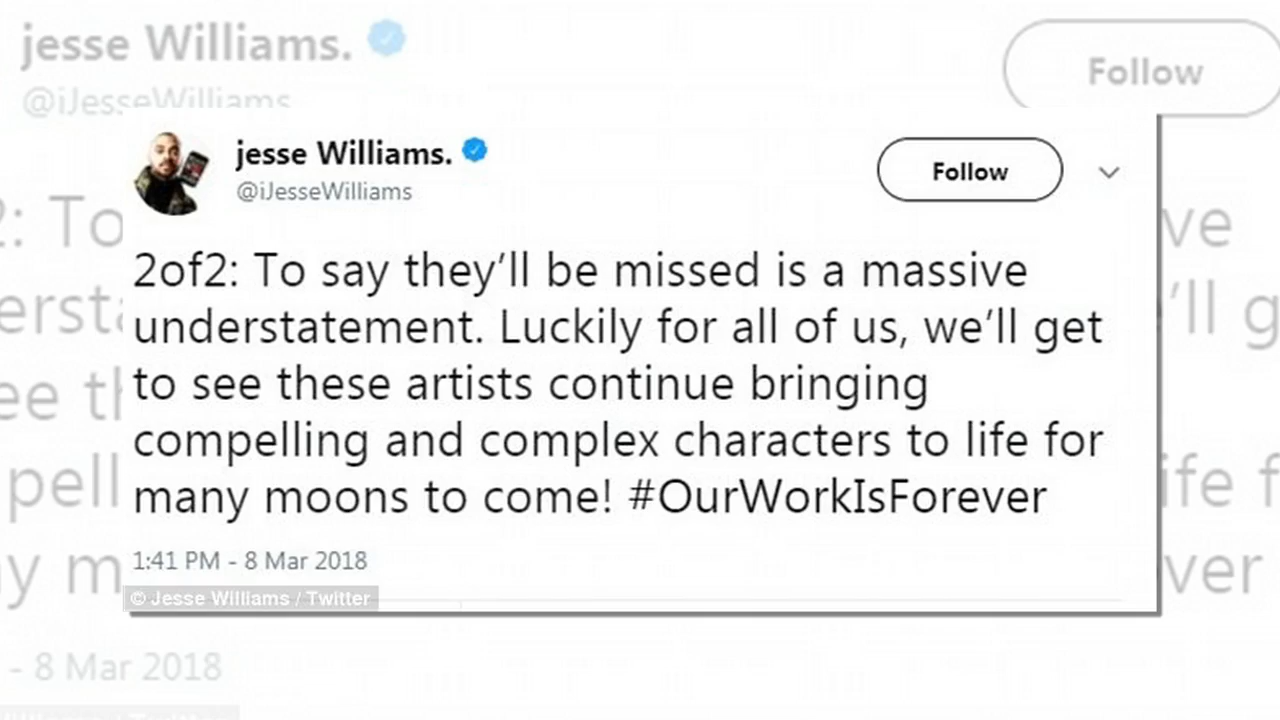 jesse Williams.
Follow
@iJesseWilliams
jesse Williams.
@iJesseWilliams
Follow
2of2: To say they’ll be missed is a massive
understatement. Luckily for all of us, we’ll get
to see these artists continue bringing
compelling and complex characters to life for
many moons to come! #OurWorkIsForever
1:41 PM - 8 Mar 2018
© Jesse Williams / Twitter
- 8 Mar 2018